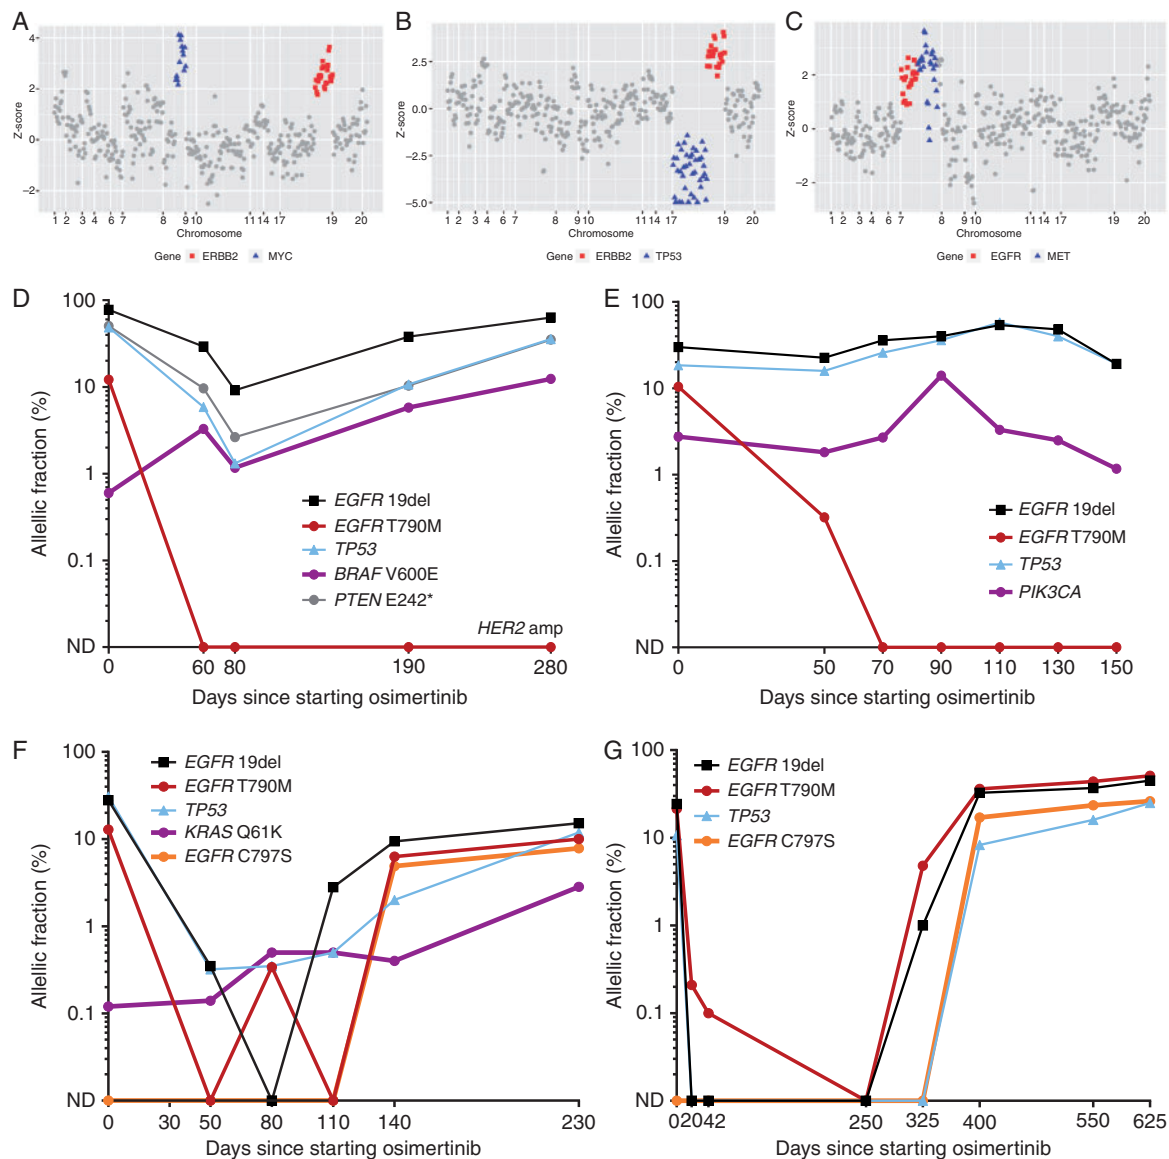 A
4
2
0
−2
Z-score
1 2 3 4 6 7 8 9 10 11 14 17 19 20
Chromosome
Gene ERBB2 MYC
B
2.5
0.0
−2.5
−5.0
Z-score
1 2 3 4 6 7 8 9 10 11 14 17 19 20
Chromosome
Gene ERBB2 TP53
C
2
0
−2
Z-score
1 2 3 4 6 7 8 9 10 11 14 17 19 20
Chromosome
Gene EGFR MET
D
100
10
1
0.1
ND
Allellic fraction (%)
EGFR 19del
EGFR T790M
TP53
BRAF V600E
PTEN E242*
HER2 amp
0 60 80 190 280
Days since starting osimertinib
E
100
10
1
0.1
ND
Allellic fraction (%)
EGFR 19del
EGFR T790M
TP53
PIK3CA
0 50 70 90 110 130 150
Days since starting osimertinib
F
100
10
1
0.1
ND
Allellic fraction (%)
EGFR 19del
EGFR T790M
TP53
KRAS Q61K
EGFR C797S
0 30 50 80 110 140 230
Days since starting osimertinib
G
100
10
1
0.1
ND
Allellic fraction (%)
EGFR 19del
EGFR T790M
TP53
EGFR C797S
0 20 42 250 325 400 550 625
Days since starting osimertinib